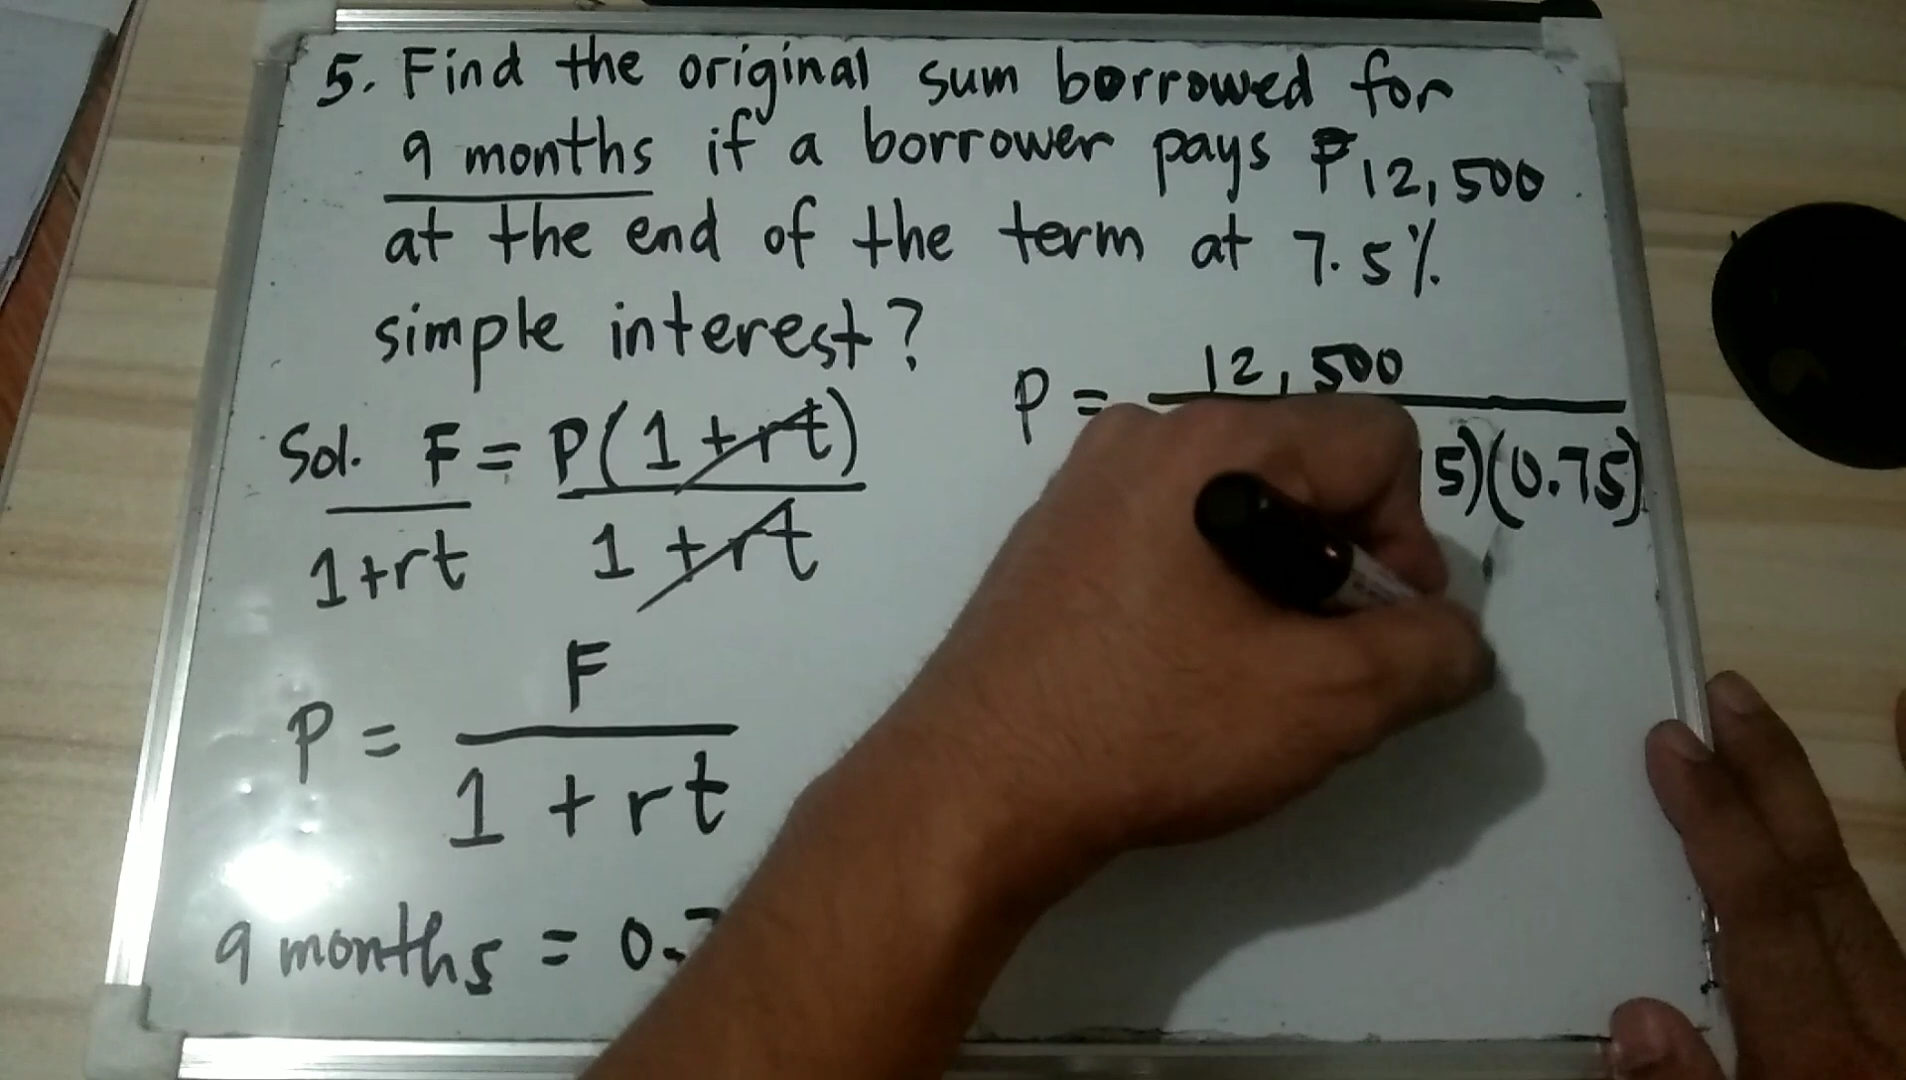 5. Find the original sum borrowed for
9 months if a borrower pays ₱12,500
at the end of the term at 7.5%
simple interest?
Sol. F = P(1+rt)
1+rt 1+rt
P = F
1 + rt
9 months = 0.
P = 12,500
5)(0.75)